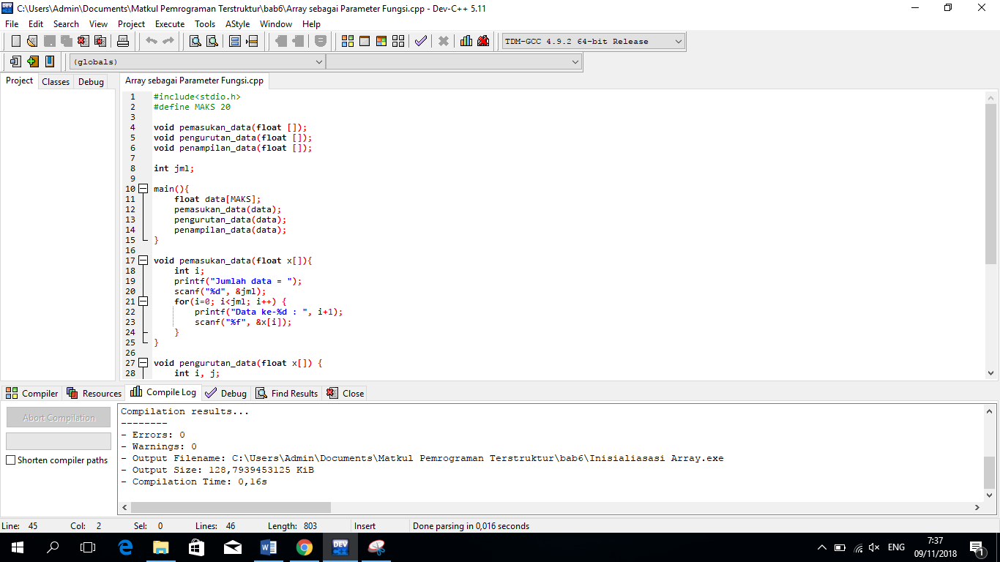 C:\Users\Admin\Documents\Matkul Pemrograman Terstruktur\bab6\Array sebagai Parameter Fungsi.cpp - Dev-C++ 5.11
File Edit Search View Project Execute Tools AStyle Window Help
TDM-GCC 4.9.2 64-bit Release
(globals)
Project Classes Debug
Array sebagai Parameter Fungsi.cpp
1 #include<stdio.h>
2 #define MAKS 20
3
4 void pemasukan_data(float []);
5 void pengurutan_data(float []);
6 void penampilan_data(float []);
7
8 int jml;
9
10 main(){
11 float data[MAKS];
12 pemasukan_data(data);
13 pengurutan_data(data);
14 penampilan_data(data);
15 }
16
17 void pemasukan_data(float x[]){
18 int i;
19 printf("Jumlah data = ");
20 scanf("%d", &jml);
21 for(i=0; i<jml; i++) {
22 printf("Data ke-%d : ", i+1);
23 scanf("%f", &x[i]);
24 }
25 }
26
27 void pengurutan_data(float x[]) {
28 int i, j;
Compiler Resources Compile Log Debug Find Results Close
Abort Compilation
Shorten compiler paths
Compilation results...
--------
- Errors: 0
- Warnings: 0
- Output Filename: C:\Users\Admin\Documents\Matkul Pemrograman Terstruktur\bab6\Inisialiasasi Array.exe
- Output Size: 128,7939453125 KiB
- Compilation Time: 0,16s
Line: 45 Col: 2 Sel: 0 Lines: 46 Length: 803 Insert Done parsing in 0,016 seconds
DEV
ENG
7:37
09/11/2018
1